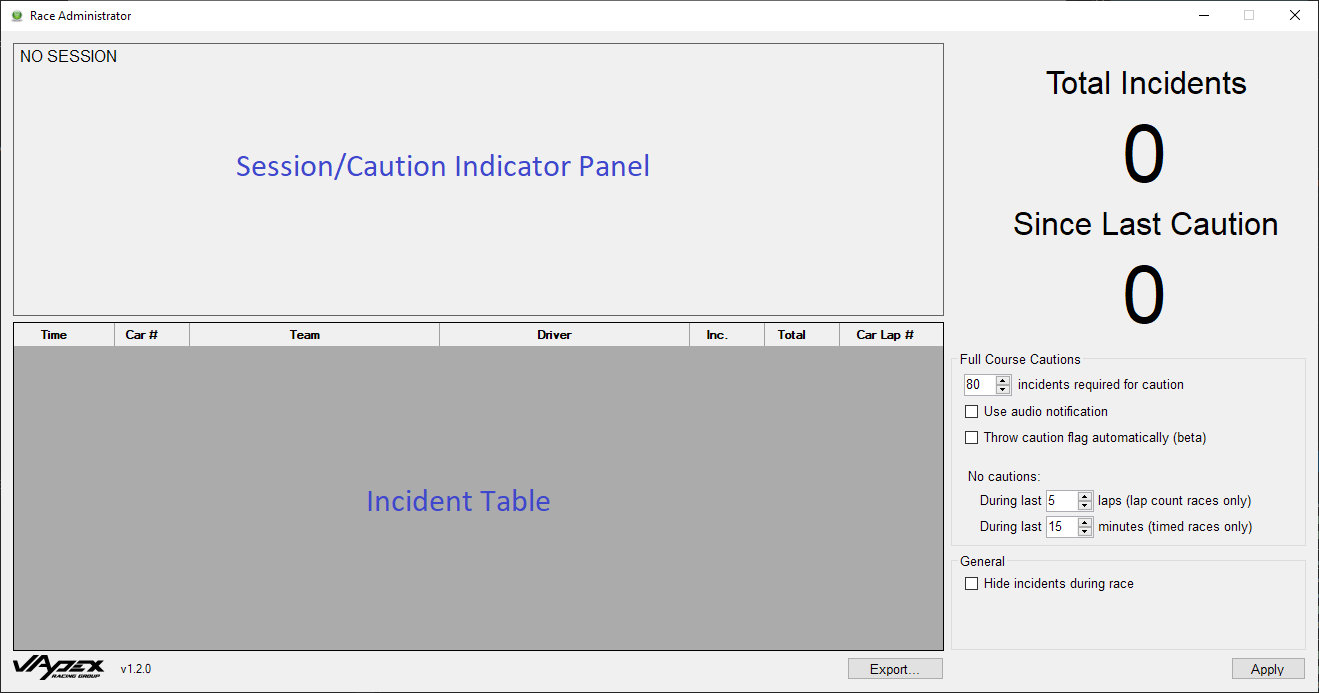 Race Administrator
NO SESSION
Session/Caution Indicator Panel
Total Incidents
0
Since Last Caution
0
Time Car # Team Driver Inc. Total Car Lap #
Incident Table
Full Course Cautions
80 incidents required for caution
Use audio notification
Throw caution flag automatically (beta)
No cautions:
During last 5 laps (lap count races only)
During last 15 minutes (timed races only)
General
Hide incidents during race
VApex
RACING GROUP
v1.2.0
Export...
Apply